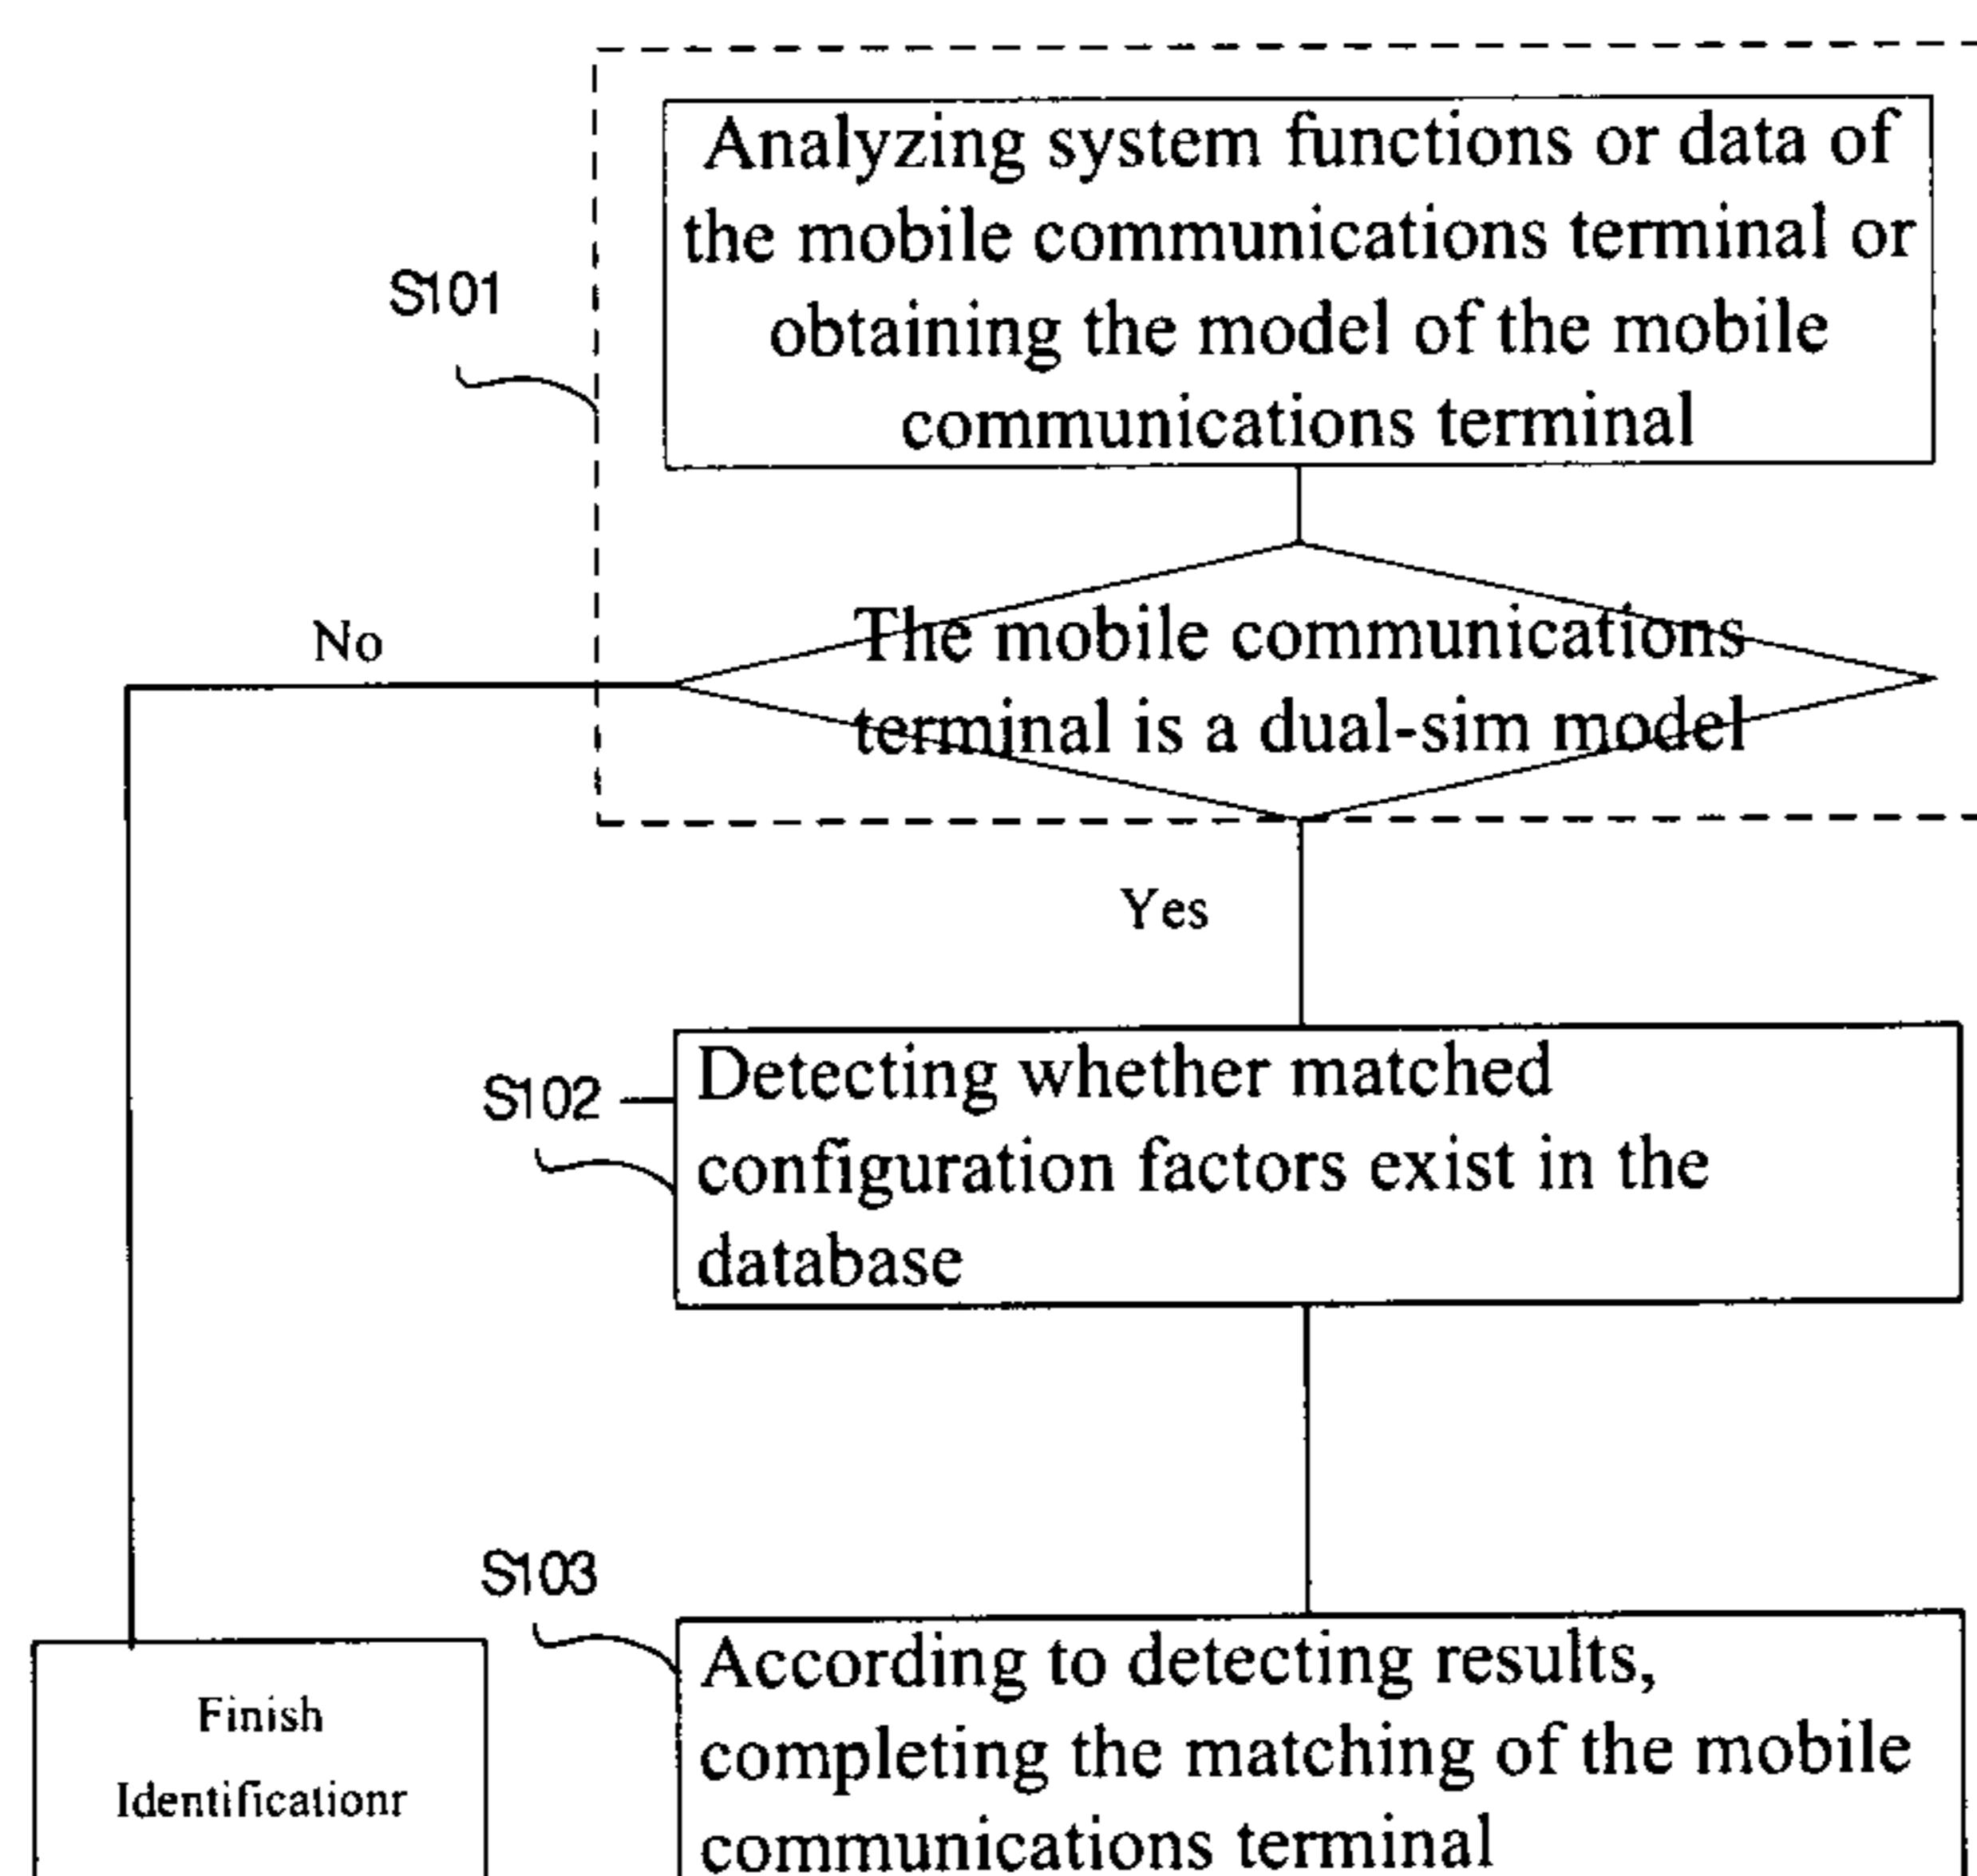 Analyzing system functions or data of
the mobile communications terminal or
obtaining the model of the mobile
communications terminal
S101
No
The mobile communications
terminal is a dual-sim model
Yes
S102
Detecting whether matched
configuration factors exist in the
database
S103
According to detecting results,
completing the matching of the mobile
communications terminal
Finish
Identificationr